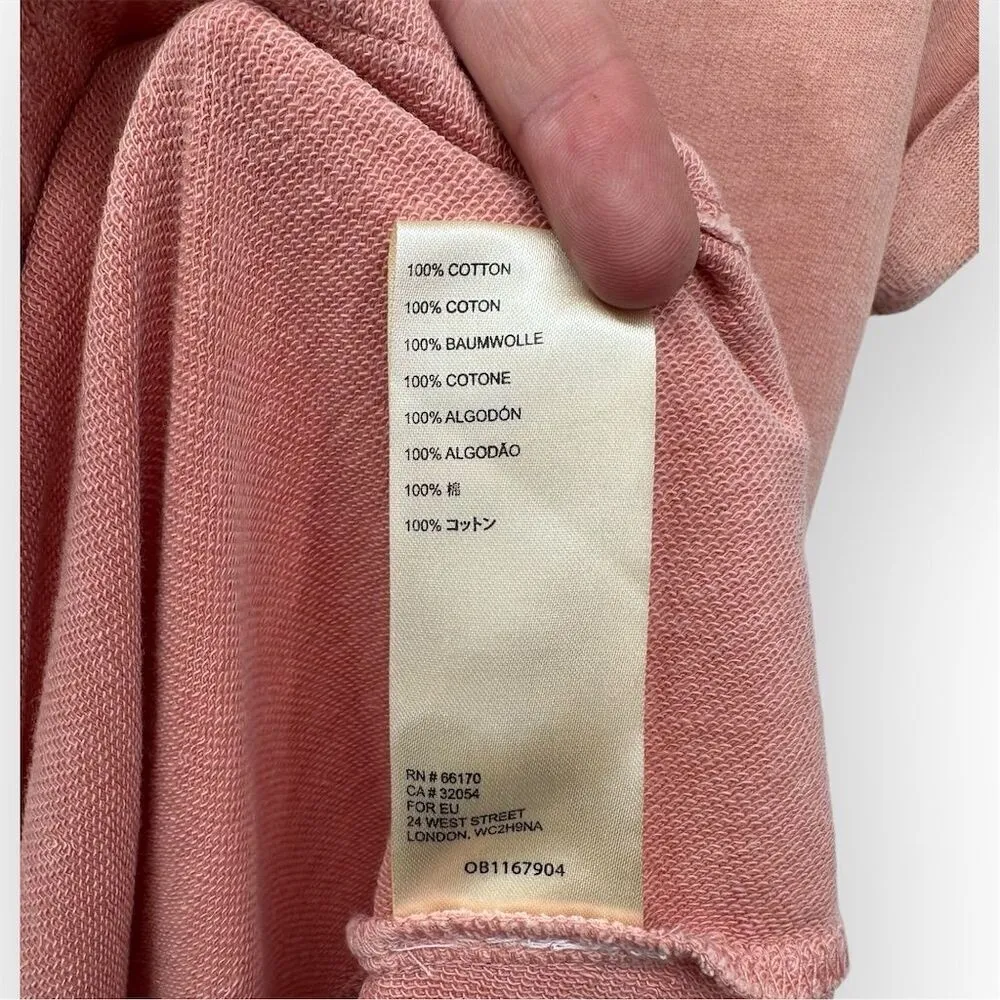 100% COTTON
100% COTON
100% BAUMWOLLE
100% COTONE
100% ALGODÓN
100% ALGODÃO
100% 棉
100% コットン
RN # 66170
CA # 32054
FOR EU
24 WEST STREET
LONDON, WC2H9NA
OB1167904